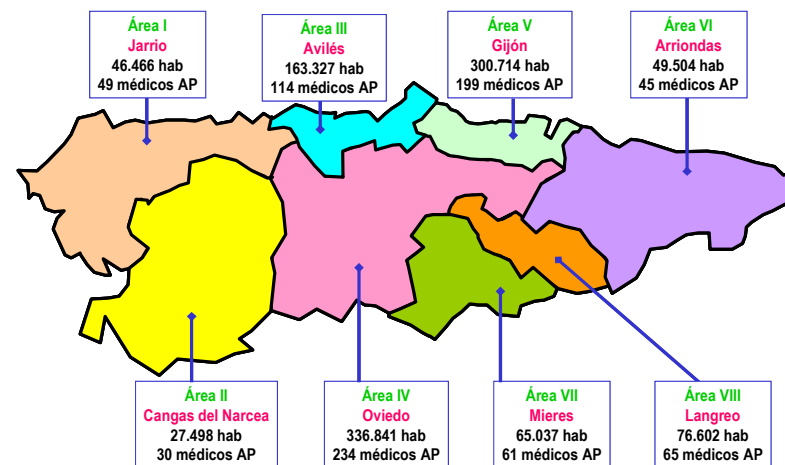 Área I
Jarrio
46.466 hab
49 médicos AP
Área III
Avilés
163.327 hab
114 médicos AP
Área V
Gijón
300.714 hab
199 médicos AP
Área VI
Arriondas
49.504 hab
45 médicos AP
Área II
Cangas del Narcea
27.498 hab
30 médicos AP
Área IV
Oviedo
336.841 hab
234 médicos AP
Área VII
Mieres
65.037 hab
61 médicos AP
Área VIII
Langreo
76.602 hab
65 médicos AP